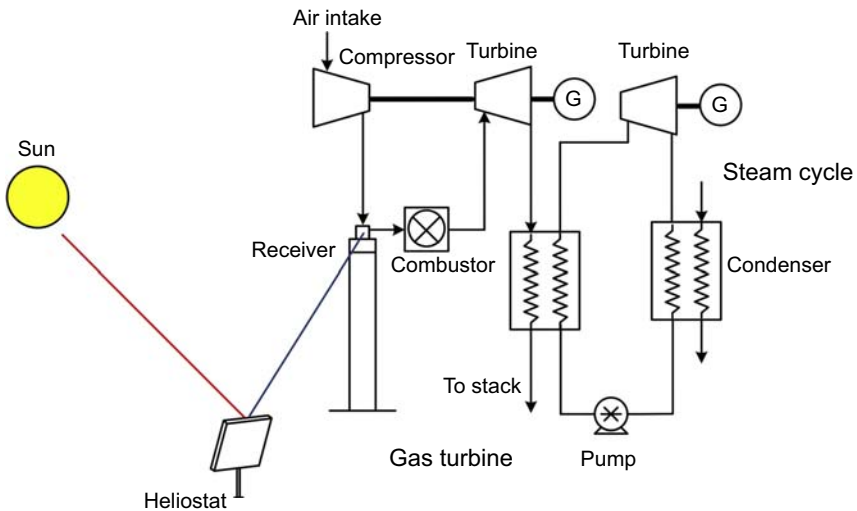 Air intake
Compressor
Turbine
Turbine
G
G
Sun
Steam cycle
Receiver
Combustor
Condenser
To stack
Gas turbine
Pump
Heliostat